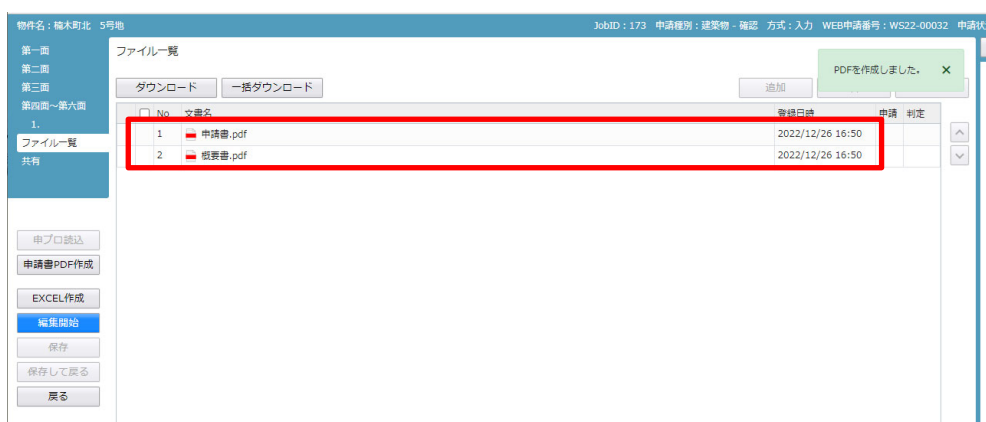 物件名：楠木町北 5号地
JobID：173 申請種別：建築物 - 確認 方式：入力 WEB申請番号：WS22-00032 申請状
第一面
第二面
第三面
第四面～第六面
1.
ファイル一覧
共有
ファイル一覧
PDFを作成しました。 ×
ダウンロード 一括ダウンロード 追加
No 文書名 登録日時 申請 判定
1 申請書.pdf 2022/12/26 16:50
2 概要書.pdf 2022/12/26 16:50
申プロ読込
申請書PDF作成
EXCEL作成
編集開始
保存
保存して戻る
戻る